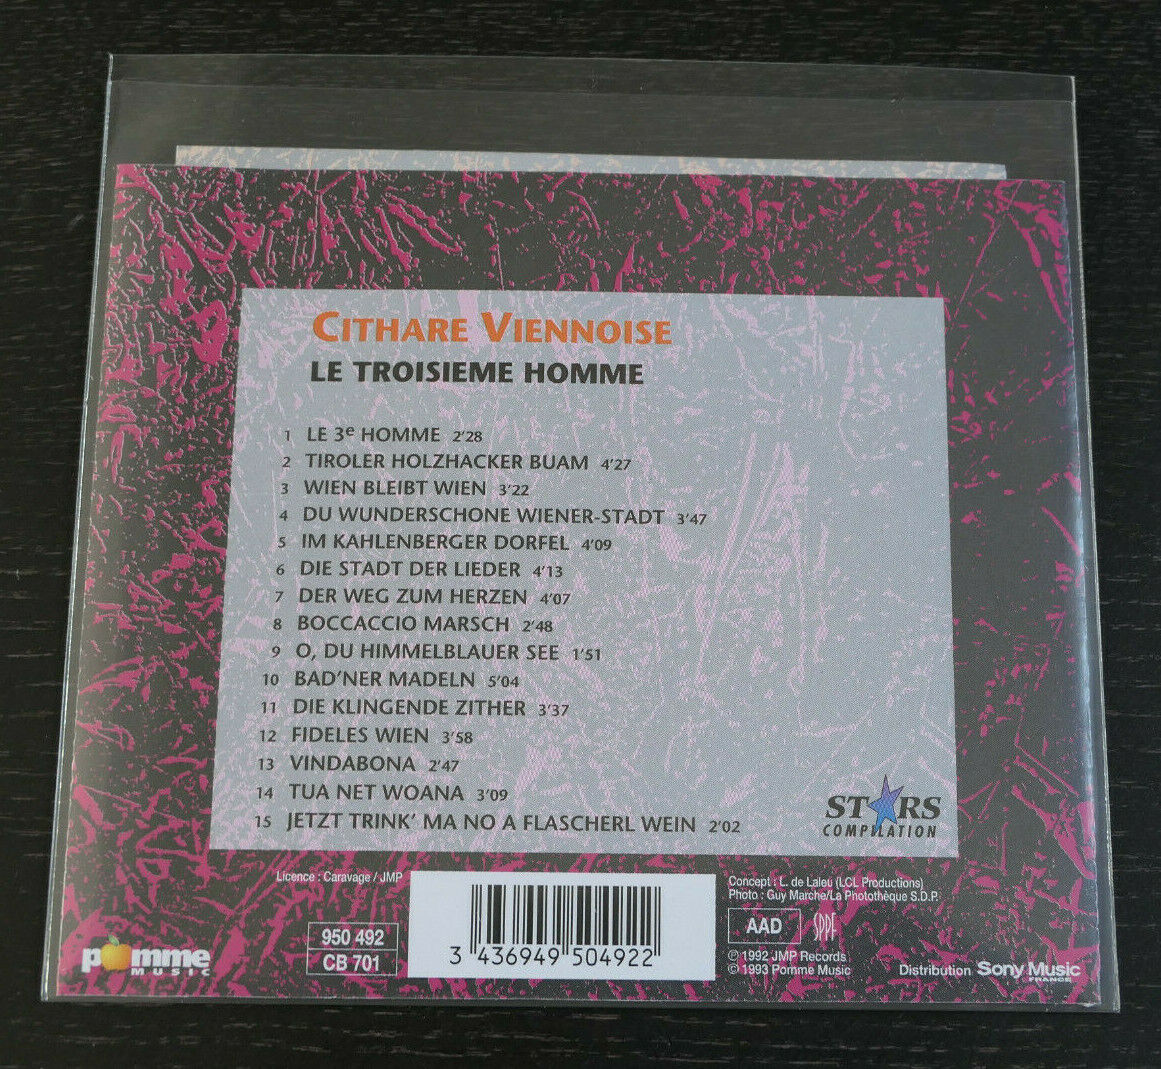 CITHARE VIENNOISE
LE TROISIEME HOMME
1 LE 3e HOMME 2'28
2 TIROLER HOLZHACKER BUAM 4'27
3 WIEN BLEIBT WIEN 3'22
4 DU WUNDERSCHONE WIENER-STADT 3'47
5 IM KAHLENBERGER DORFEL 4'09
6 DIE STADT DER LIEDER 4'13
7 DER WEG ZUM HERZEN 4'07
8 BOCCACCIO MARSCH 2'48
9 O, DU HIMMELBLAUER SEE 1'51
10 BAD'NER MADELN 5'04
11 DIE KLINGENDE ZITHER 3'37
12 FIDELES WIEN 3'58
13 VINDABONA 2'47
14 TUA NET WOANA 3'09
15 JETZT TRINK' MA NO A FLASCHERL WEIN 2'02
STARS
COMPILATION
Licence : Caravage / JMP
Concept : L. de Laleu (LCL Productions)
Photo : Guy Marche/La Photothèque S.D.P.
pomme
MUSIC
950 492
CB 701
3 436949 504922
AAD SPPF
℗ 1992 JMP Records
© 1993 Pomme Music
Distribution Sony Music
FRANCE